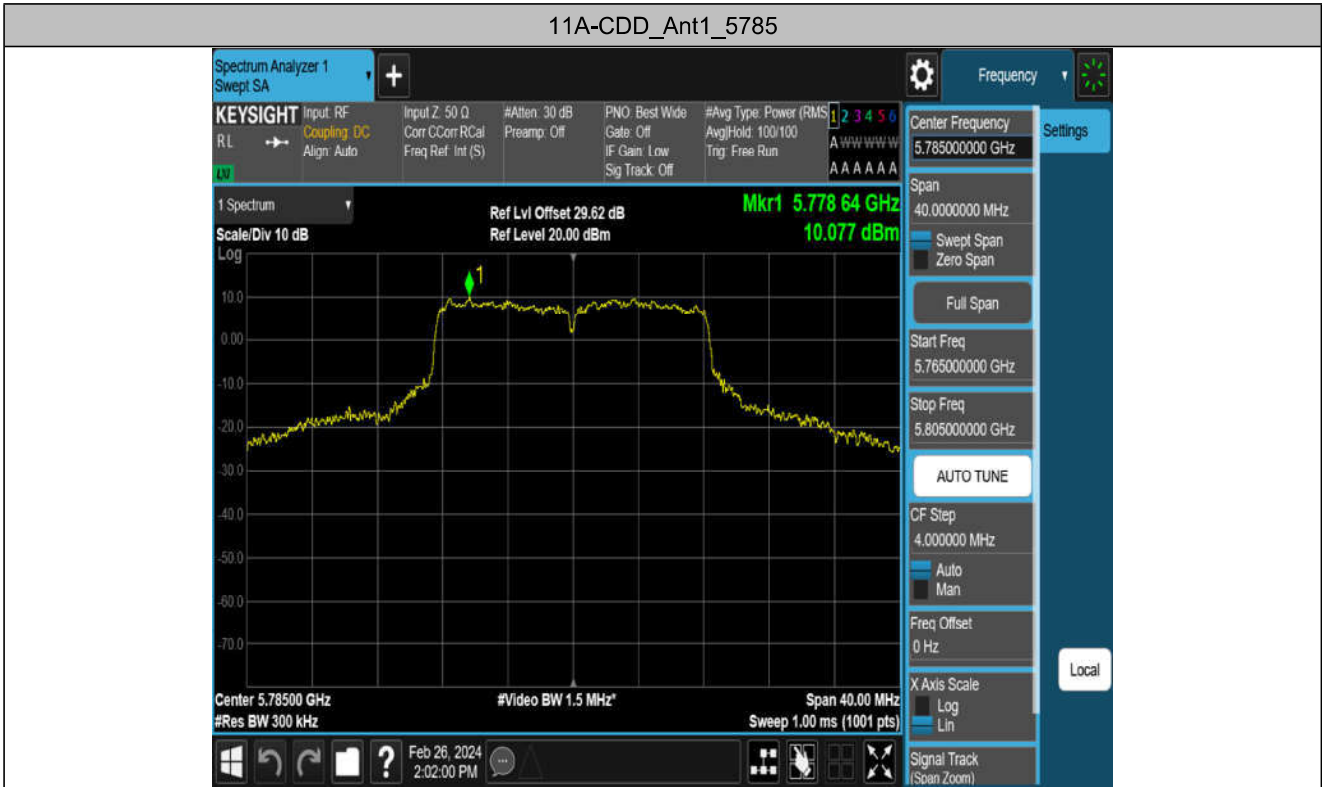 11A-CDD_Ant1_5785
Spectrum Analyzer 1
Swept SA
+
Frequency
KEYSIGHT
RL
LXI
Input: RF
Coupling: DC
Align: Auto
Input Z: 50 Ω
Corr CCorr RCal
Freq Ref: Int (S)
#Atten: 30 dB
Preamp: Off
PNO: Best Wide
Gate: Off
IF Gain: Low
Sig Track: Off
#Avg Type: Power (RMS
Avg|Hold: 100/100
Trig: Free Run
1 2 3 4 5 6
A W W W W W
A A A A A A
1 Spectrum
Scale/Div 10 dB
Log
Ref Lvl Offset 29.62 dB
Ref Level 20.00 dBm
Mkr1 5.778 64 GHz
10.077 dBm
1
10.0
0.00
-10.0
-20.0
-30.0
-40.0
-50.0
-60.0
-70.0
Center 5.78500 GHz
#Res BW 300 kHz
#Video BW 1.5 MHz*
Span 40.00 MHz
Sweep 1.00 ms (1001 pts)
?
Feb 26, 2024
2:02:00 PM
Center Frequency
5.785000000 GHz
Settings
Span
40.0000000 MHz
Swept Span
Zero Span
Full Span
Start Freq
5.765000000 GHz
Stop Freq
5.805000000 GHz
AUTO TUNE
CF Step
4.000000 MHz
Auto
Man
Freq Offset
0 Hz
Local
X Axis Scale
Log
Lin
Signal Track
(Span Zoom)